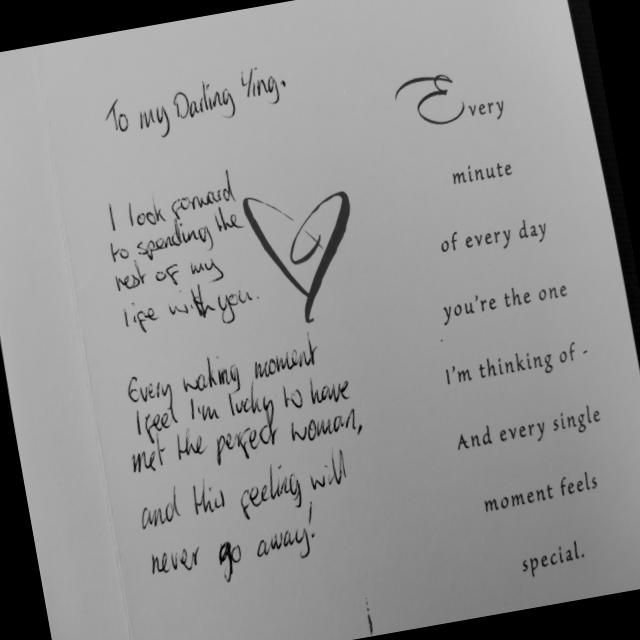 To my Darling Ying.
I look forward
to spending the
rest of my
life with you.
Every waking moment
I feel I'm lucky to have
met the perfect woman,
and this feeling will
never go away!
Every
minute
of every day
you're the one
I'm thinking of -
And every single
moment feels
special.